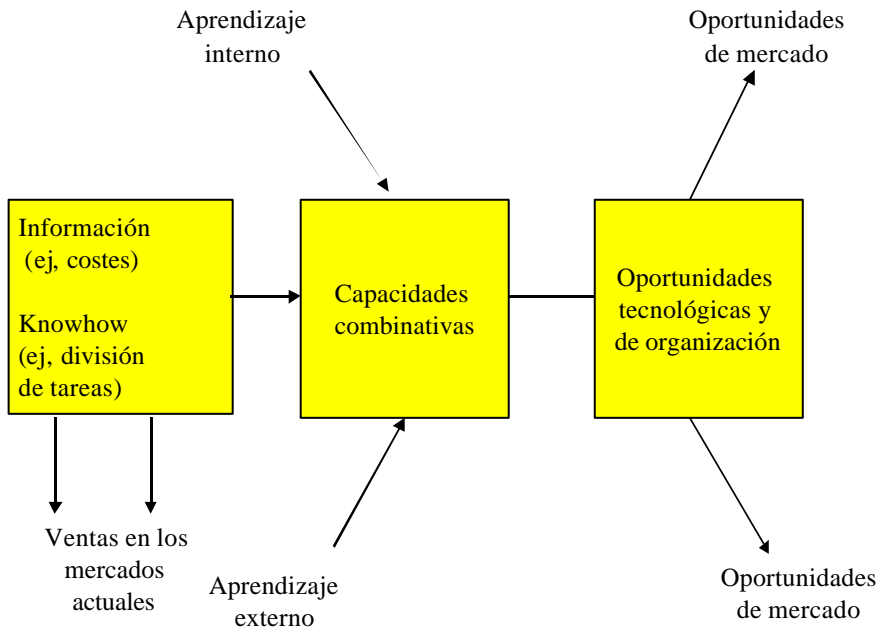 Aprendizaje
interno
Oportunidades
de mercado
Información
(ej, costes)
Knowhow
(ej, división
de tareas)
Capacidades
combinativas
Oportunidades
tecnológicas y
de organización
Ventas en los
mercados
actuales
Aprendizaje
externo
Oportunidades
de mercado